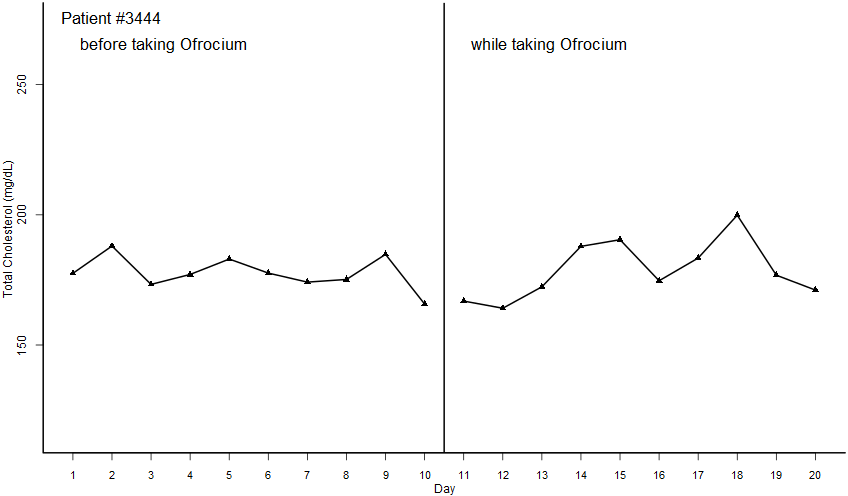 Patient #3444
before taking Ofrocium
while taking Ofrocium
250
200
150
Total Cholesterol (mg/dL)
1 2 3 4 5 6 7 8 9 10 11 12 13 14 15 16 17 18 19 20
Day